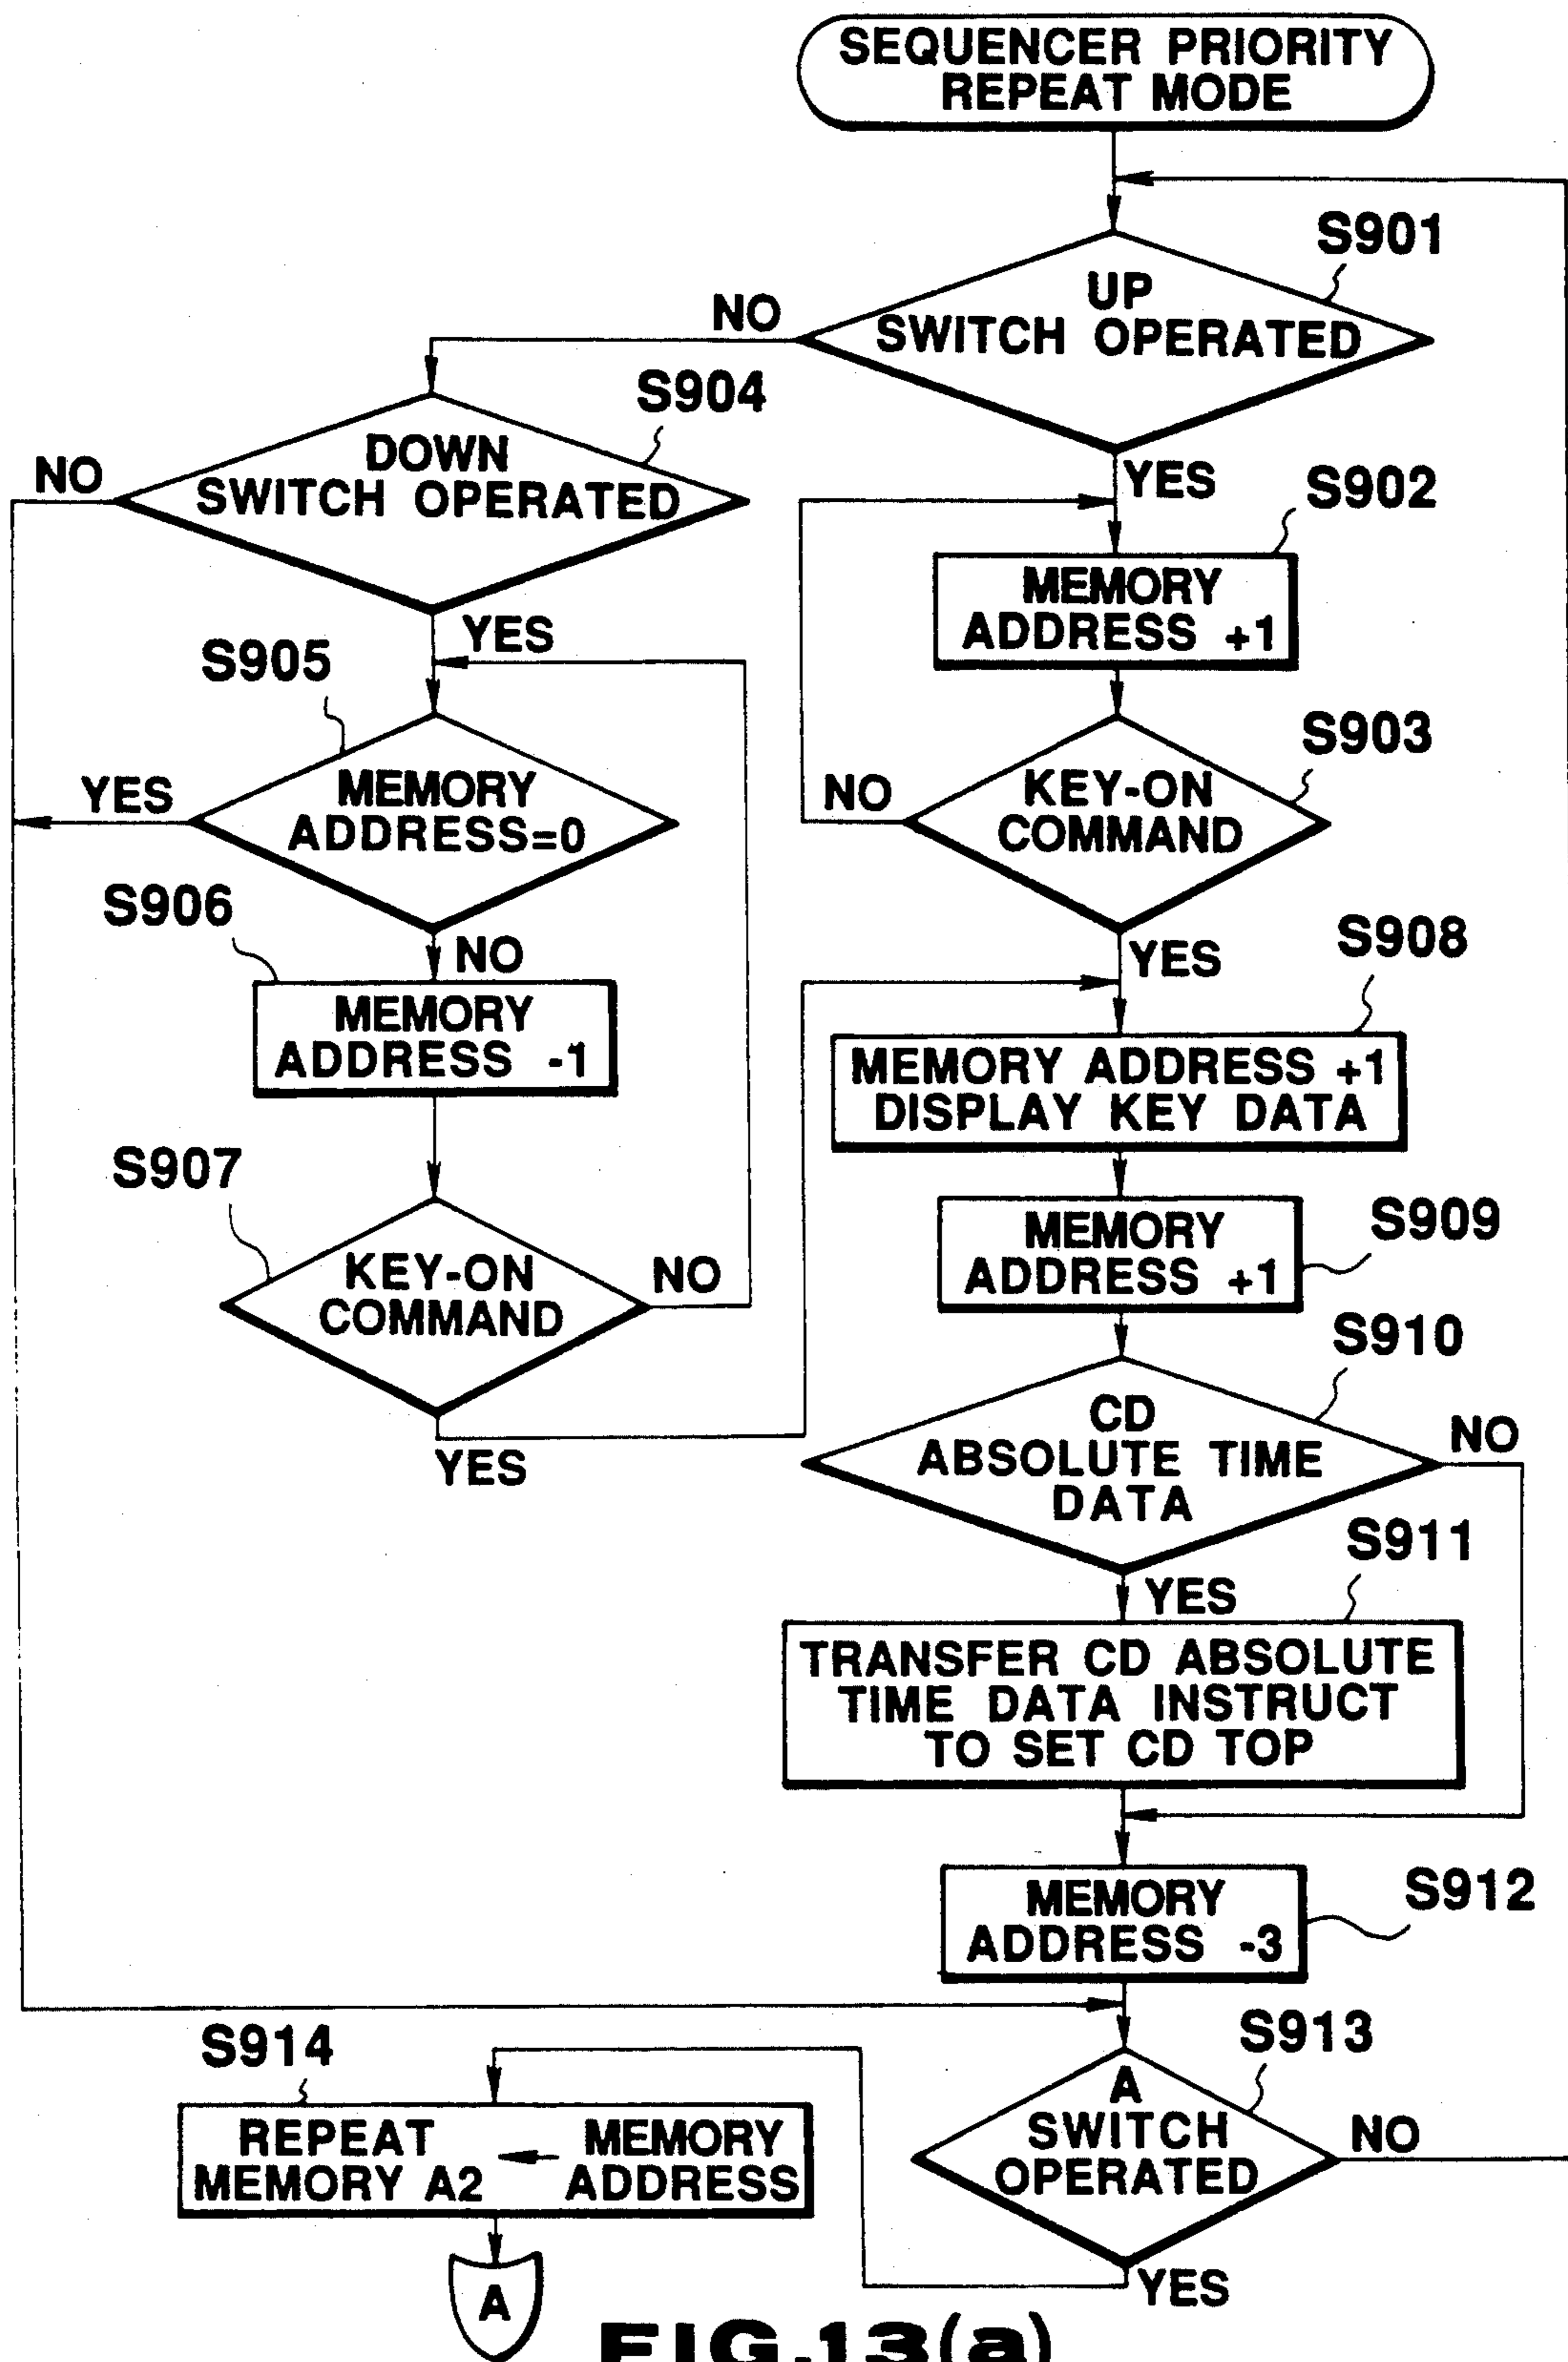 SEQUENCER PRIORITY
REPEAT MODE
S901
UP
SWITCH OPERATED
NO
YES
S904
DOWN
SWITCH OPERATED
NO
YES
S902
MEMORY
ADDRESS +1
S905
MEMORY
ADDRESS=0
YES
NO
S903
KEY-ON
COMMAND
NO
YES
S906
MEMORY
ADDRESS -1
S908
MEMORY ADDRESS +1
DISPLAY KEY DATA
S907
KEY-ON
COMMAND
NO
YES
S909
MEMORY
ADDRESS +1
S910
CD
ABSOLUTE TIME
DATA
NO
YES
S911
TRANSFER CD ABSOLUTE
TIME DATA INSTRUCT
TO SET CD TOP
S912
MEMORY
ADDRESS -3
S913
A
SWITCH
OPERATED
NO
YES
S914
REPEAT
MEMORY A2
←
MEMORY
ADDRESS
A
FIG.13(a)